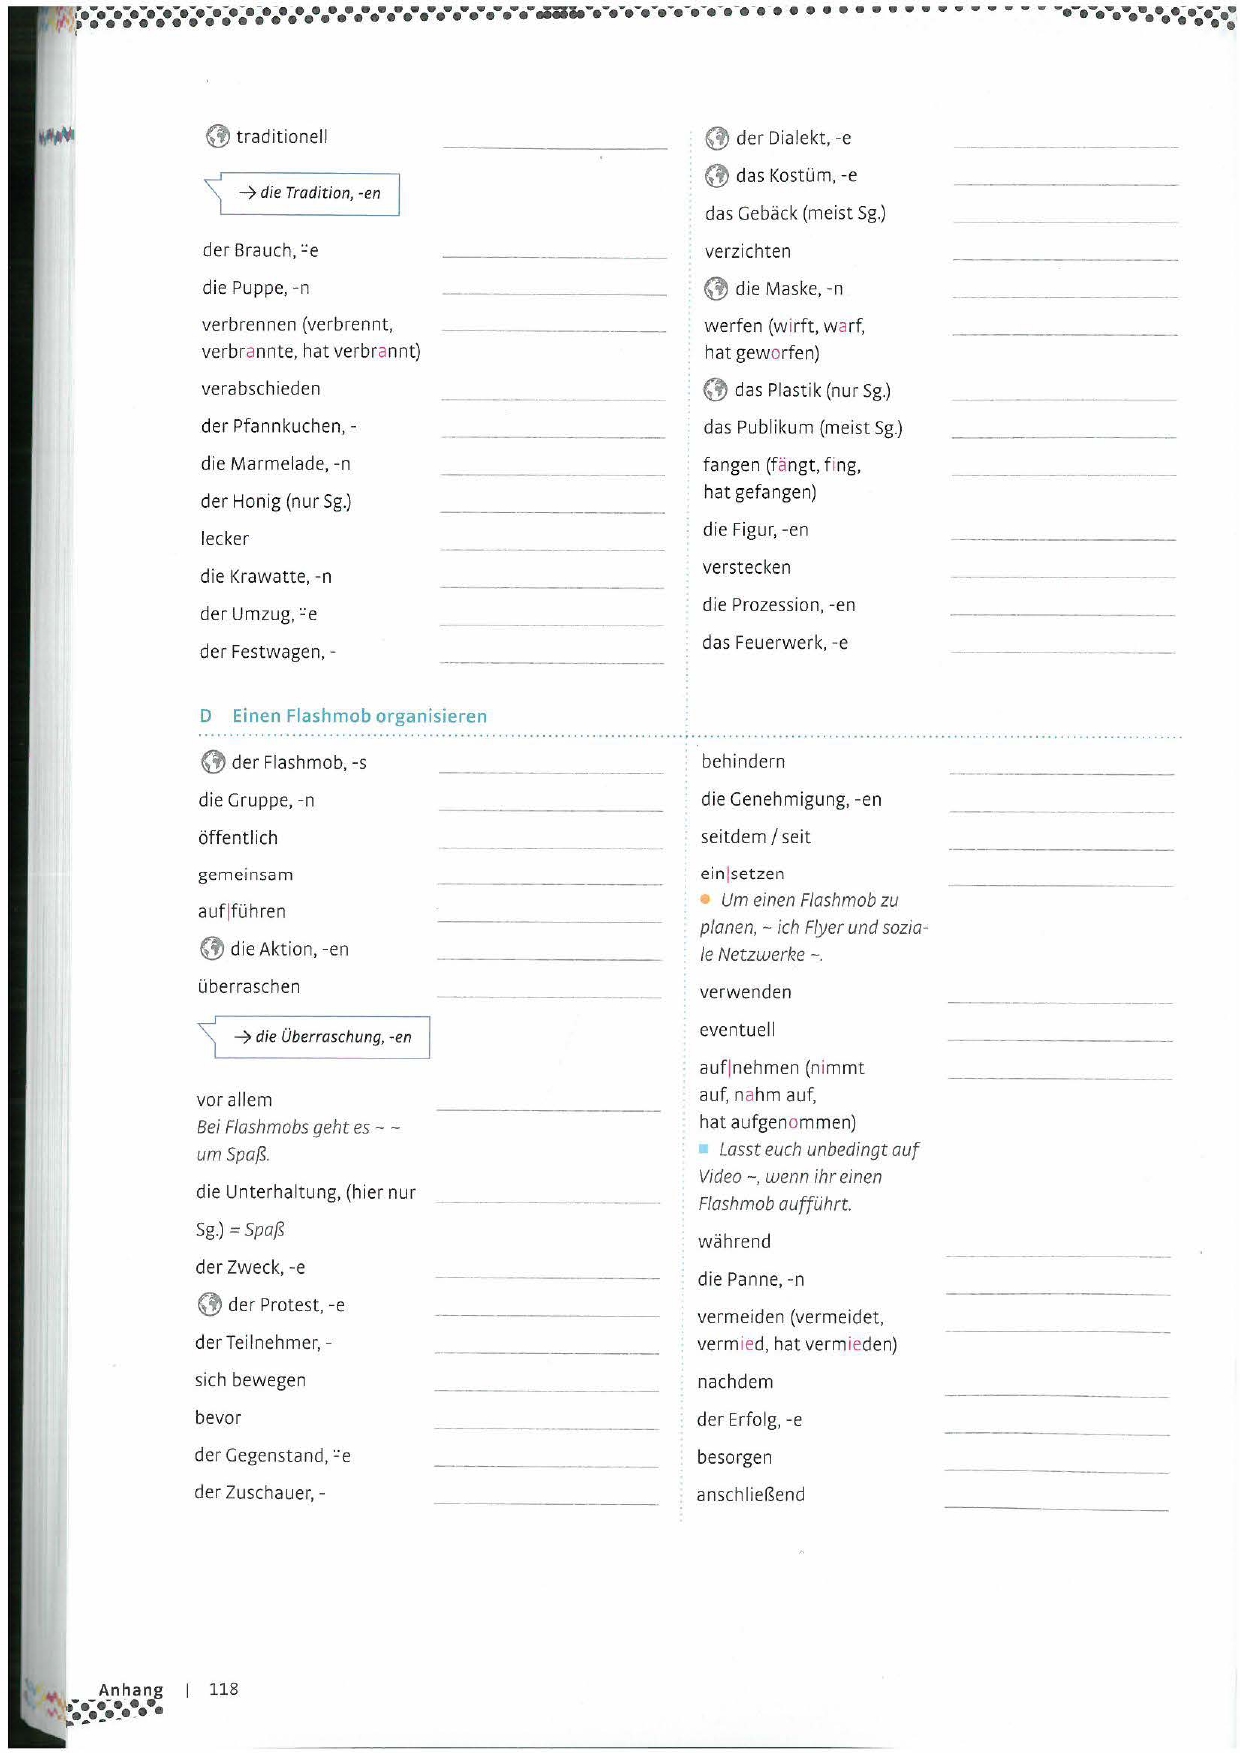 traditionell
→ die Tradition, -en
der Brauch, ⸚e
die Puppe, -n
verbrennen (verbrennt,
verbrannte, hat verbrannt)
verabschieden
der Pfannkuchen, -
die Marmelade, -n
der Honig (nur Sg.)
lecker
die Krawatte, -n
der Umzug, ⸚e
der Festwagen, -
der Dialekt, -e
das Kostüm, -e
das Gebäck (meist Sg.)
verzichten
die Maske, -n
werfen (wirft, warf,
hat geworfen)
das Plastik (nur Sg.)
das Publikum (meist Sg.)
fangen (fängt, fing,
hat gefangen)
die Figur, -en
verstecken
die Prozession, -en
das Feuerwerk, -e
D Einen Flashmob organisieren
der Flashmob, -s
die Gruppe, -n
öffentlich
gemeinsam
auf|führen
die Aktion, -en
überraschen
→ die Überraschung, -en
vor allem
Bei Flashmobs geht es ~ ~
um Spaß.
die Unterhaltung, (hier nur
Sg.) = Spaß
der Zweck, -e
der Protest, -e
der Teilnehmer, -
sich bewegen
bevor
der Gegenstand, ⸚e
der Zuschauer, -
behindern
die Genehmigung, -en
seitdem / seit
ein|setzen
• Um einen Flashmob zu
planen, ~ ich Flyer und sozia-
le Netzwerke ~.
verwenden
eventuell
auf|nehmen (nimmt
auf, nahm auf,
hat aufgenommen)
▪ Lasst euch unbedingt auf
Video ~, wenn ihr einen
Flashmob aufführt.
während
die Panne, -n
vermeiden (vermeidet,
vermied, hat vermieden)
nachdem
der Erfolg, -e
besorgen
anschließend
Anhang | 118